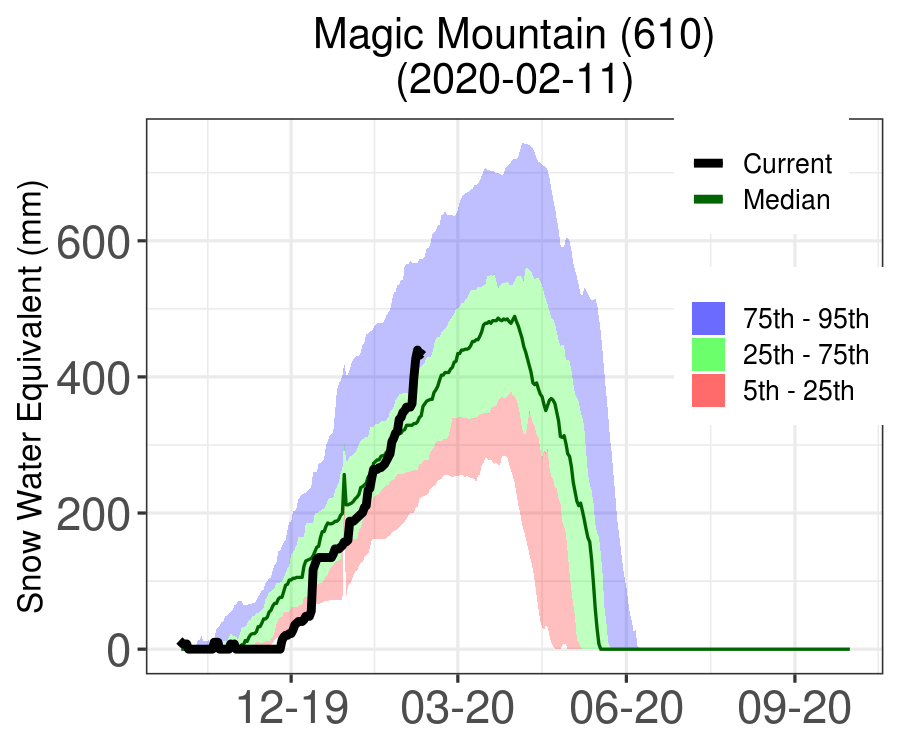 Magic Mountain (610)
(2020-02-11)
Snow Water Equivalent (mm)
600
400
200
0
12-19
03-20
06-20
09-20
Current
Median
75th - 95th
25th - 75th
5th - 25th